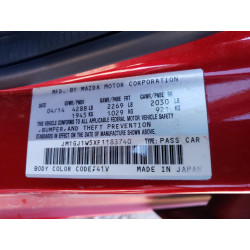 MFD. BY MAZDA MOTOR CORPORATION
04/14 GVWR/PNBV GAWR/PNBE FR/AV GAWR/PNBE RR/AR
4288 LB 2269 LB 2030 LB
1945 KG 1029 KG 921 KG
THIS VEHICLE CONFORMS TO ALL APPLICABLE
FEDERAL MOTOR VEHICLE SAFETY,
BUMPER, AND THEFT PREVENTION
STANDARDS IN EFFECT ON THE DATE OF
MANUFACTURE SHOWN ABOVE.
TYPE: PASS CAR
MADE IN JAPAN
BODY COLOR CODE:41V